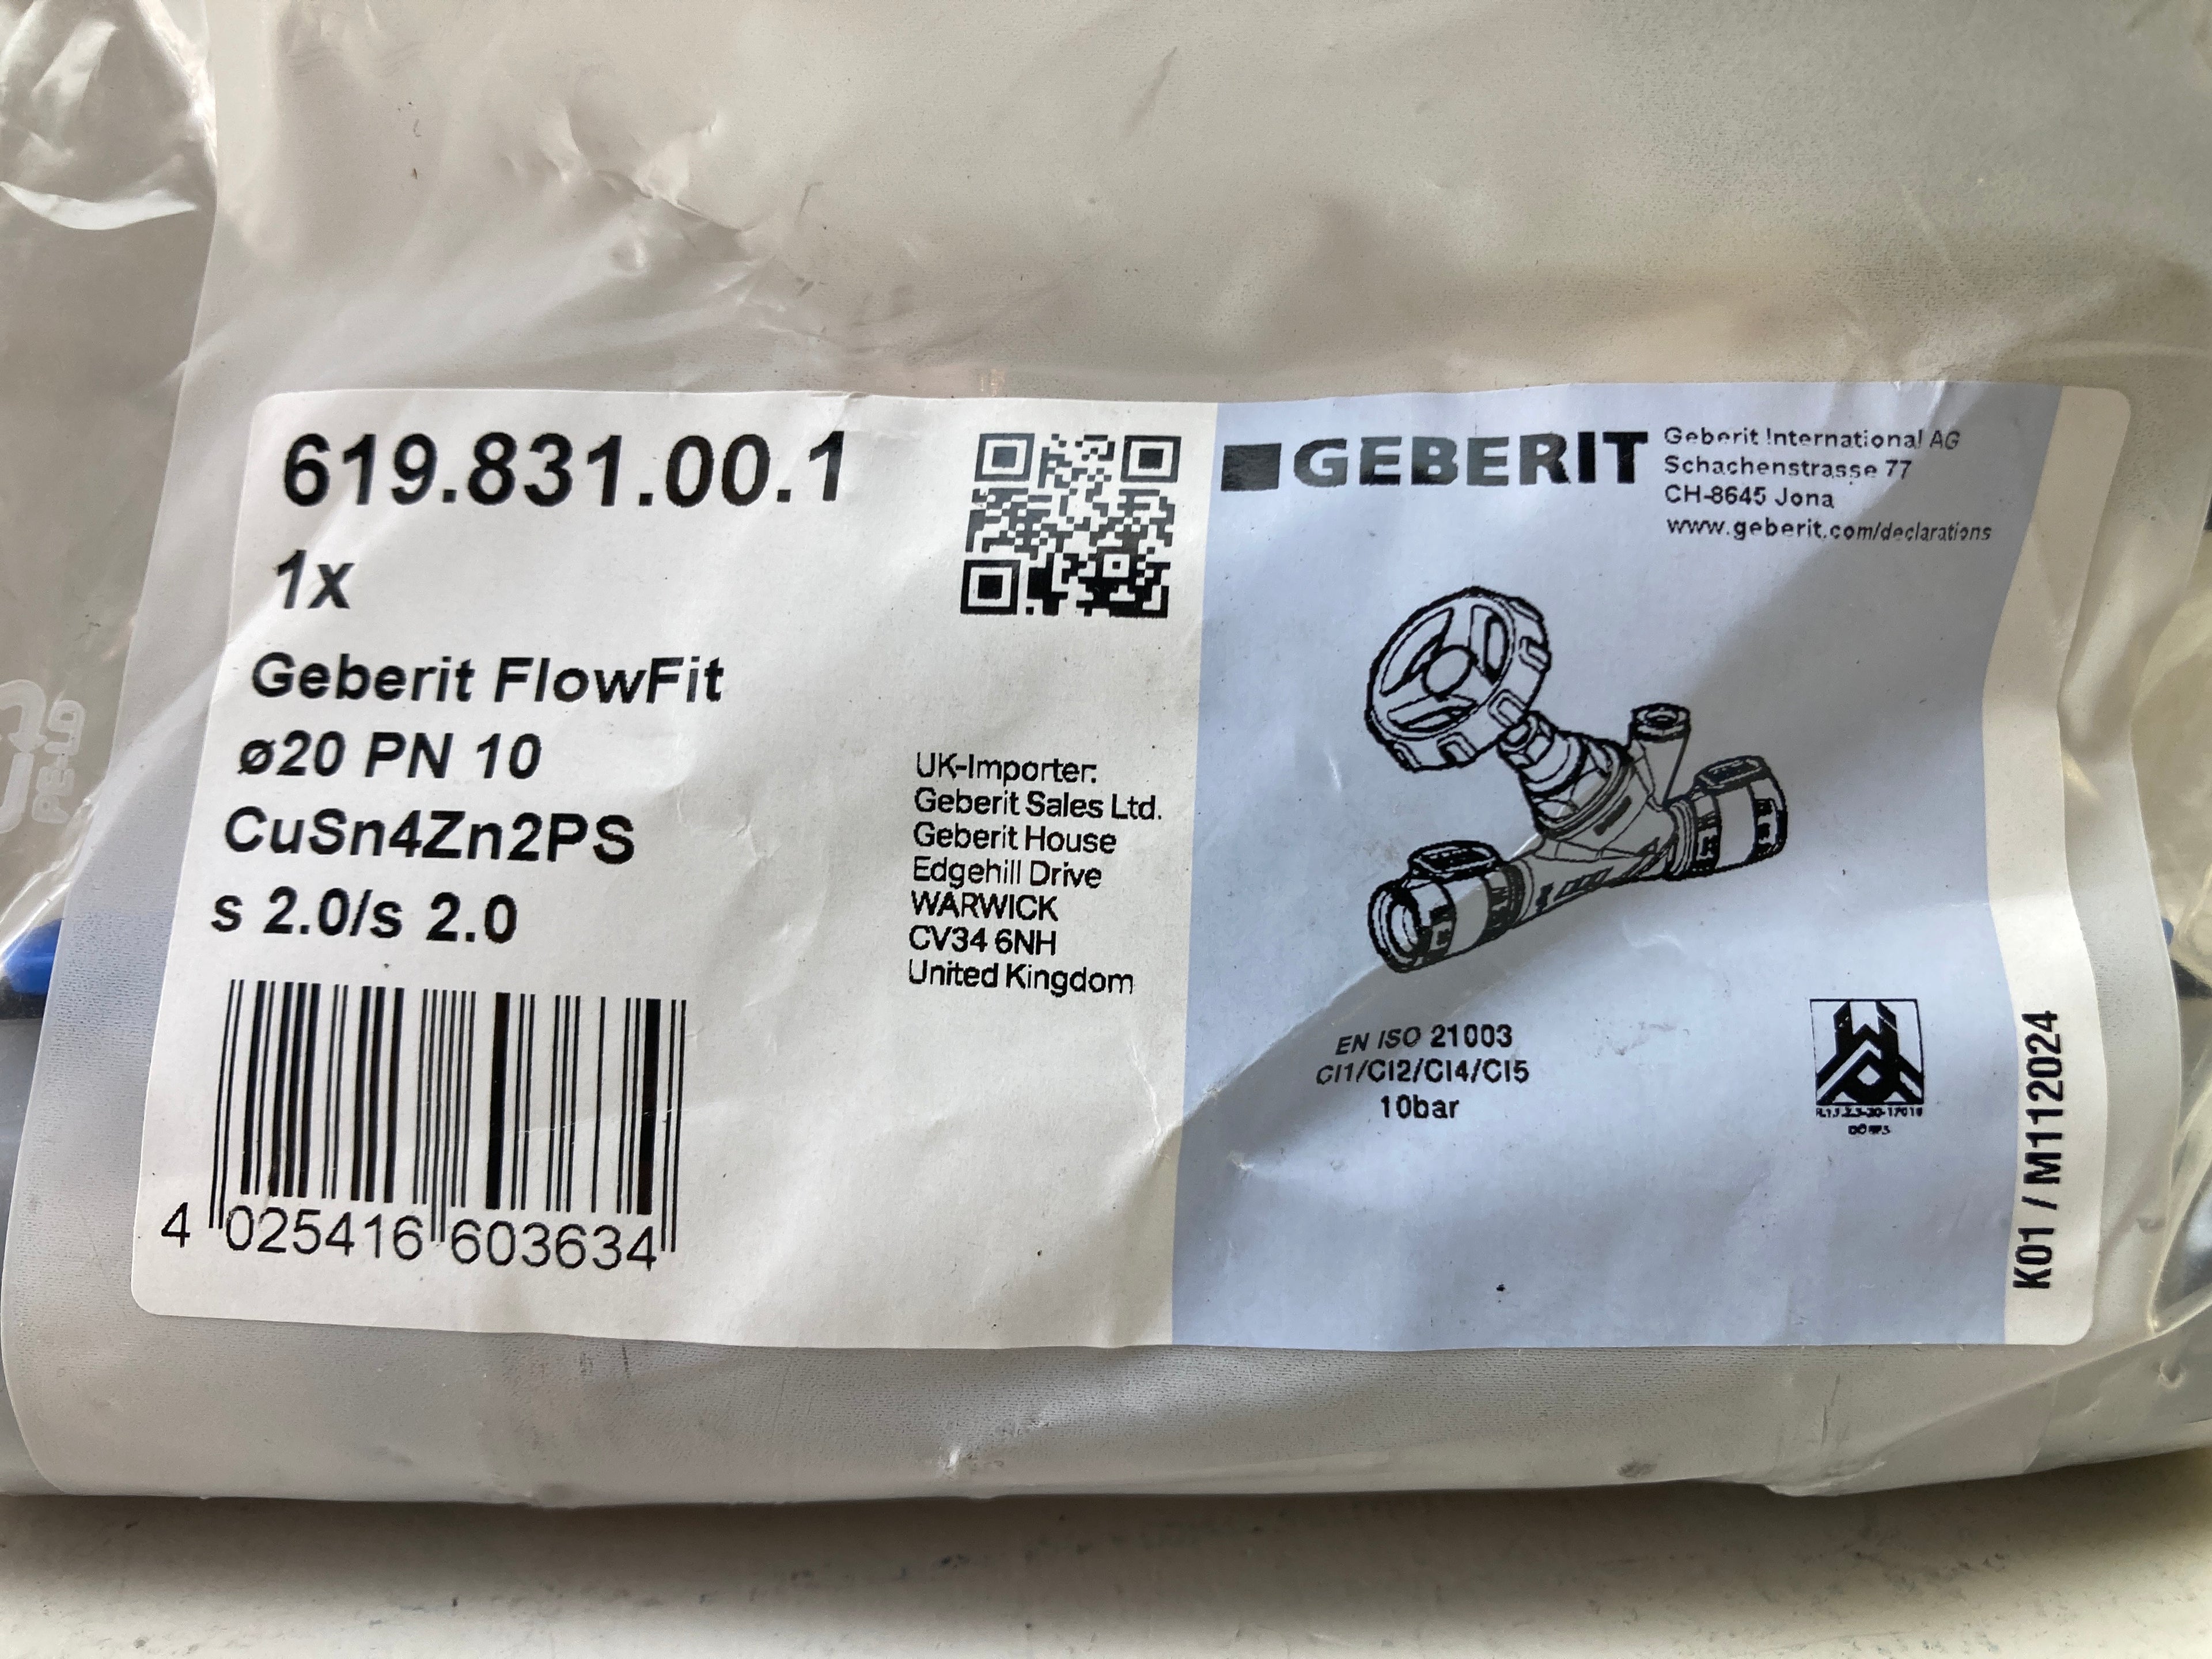 619.831.00.1
1x
Geberit FlowFit
ø20 PN 10
CuSn4Zn2PS
s 2.0/s 2.0
4 025416 603634
UK-Importer:
Geberit Sales Ltd.
Geberit House
Edgehill Drive
WARWICK
CV34 6NH
United Kingdom
GEBERIT
Geberit International AG
Schachenstrasse 77
CH-8645 Jona
www.geberit.com/declarations
EN ISO 21003
Cl1/Cl2/Cl4/Cl5
10bar
K01 / M112024
PE-LD